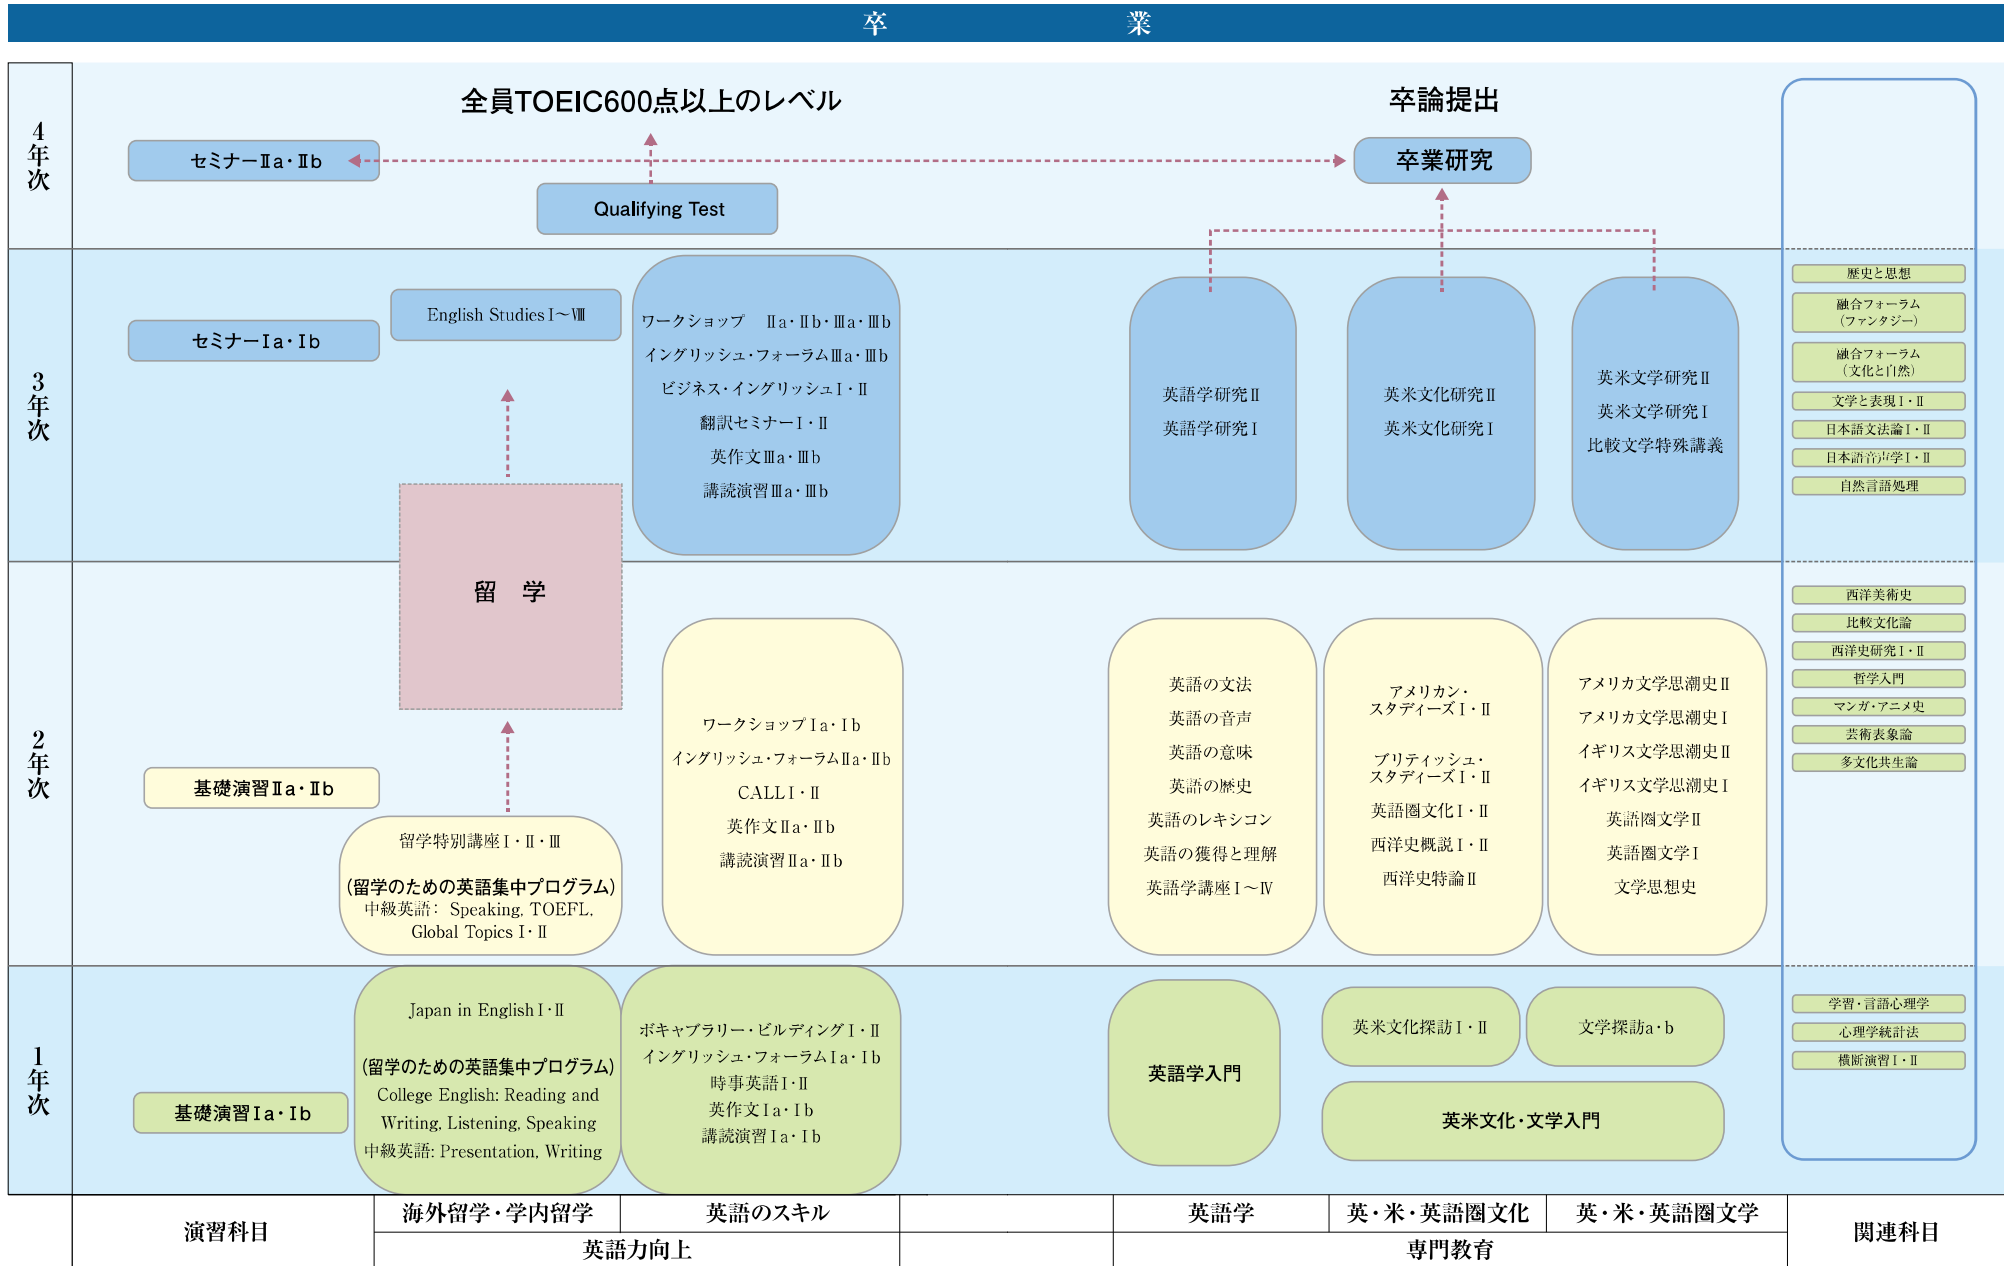 卒 業
4年次
全員TOEIC600点以上のレベル
卒論提出
セミナーⅡa・Ⅱb
卒業研究
Qualifying Test
3年次
セミナーⅠa・Ⅰb
English Studies Ⅰ～Ⅷ
ワークショップ Ⅱa・Ⅱb・Ⅲa・Ⅲb
イングリッシュ・フォーラムⅢa・Ⅲb
ビジネス・イングリッシュⅠ・Ⅱ
翻訳セミナーⅠ・Ⅱ
英作文Ⅲa・Ⅲb
講読演習Ⅲa・Ⅲb
英語学研究Ⅱ
英語学研究Ⅰ
英米文化研究Ⅱ
英米文化研究Ⅰ
英米文学研究Ⅱ
英米文学研究Ⅰ
比較文学特殊講義
歴史と思想
融合フォーラム
（ファンタジー）
融合フォーラム
（文化と自然）
文学と表現Ⅰ・Ⅱ
日本語文法論Ⅰ・Ⅱ
日本語音声学Ⅰ・Ⅱ
自然言語処理
留 学
2年次
基礎演習Ⅱa・Ⅱb
留学特別講座Ⅰ・Ⅱ・Ⅲ
(留学のための英語集中プログラム)
中級英語： Speaking, TOEFL,
Global Topics Ⅰ・Ⅱ
ワークショップⅠa・Ⅰb
イングリッシュ・フォーラムⅡa・Ⅱb
CALLⅠ・Ⅱ
英作文Ⅱa・Ⅱb
講読演習Ⅱa・Ⅱb
英語の文法
英語の音声
英語の意味
英語の歴史
英語のレキシコン
英語の獲得と理解
英語学講座Ⅰ～Ⅳ
アメリカン・
スタディーズⅠ・Ⅱ
ブリティッシュ・
スタディーズⅠ・Ⅱ
英語圏文化Ⅰ・Ⅱ
西洋史概説Ⅰ・Ⅱ
西洋史特論Ⅱ
アメリカ文学思潮史Ⅱ
アメリカ文学思潮史Ⅰ
イギリス文学思潮史Ⅱ
イギリス文学思潮史Ⅰ
英語圏文学Ⅱ
英語圏文学Ⅰ
文学思想史
西洋美術史
比較文化論
西洋史研究Ⅰ・Ⅱ
哲学入門
マンガ・アニメ史
芸術表象論
多文化共生論
1年次
基礎演習Ⅰa・Ⅰb
Japan in English Ⅰ・Ⅱ
(留学のための英語集中プログラム)
College English: Reading and
Writing, Listening, Speaking
中級英語: Presentation, Writing
ボキャブラリー・ビルディングⅠ・Ⅱ
イングリッシュ・フォーラムⅠa・Ⅰb
時事英語Ⅰ・Ⅱ
英作文Ⅰa・Ⅰb
講読演習Ⅰa・Ⅰb
英語学入門
英米文化探訪Ⅰ・Ⅱ
文学探訪a・b
英米文化・文学入門
学習・言語心理学
心理学統計法
横断演習Ⅰ・Ⅱ
演習科目
海外留学・学内留学
英語のスキル
英語力向上
英語学
英・米・英語圏文化
英・米・英語圏文学
専門教育
関連科目